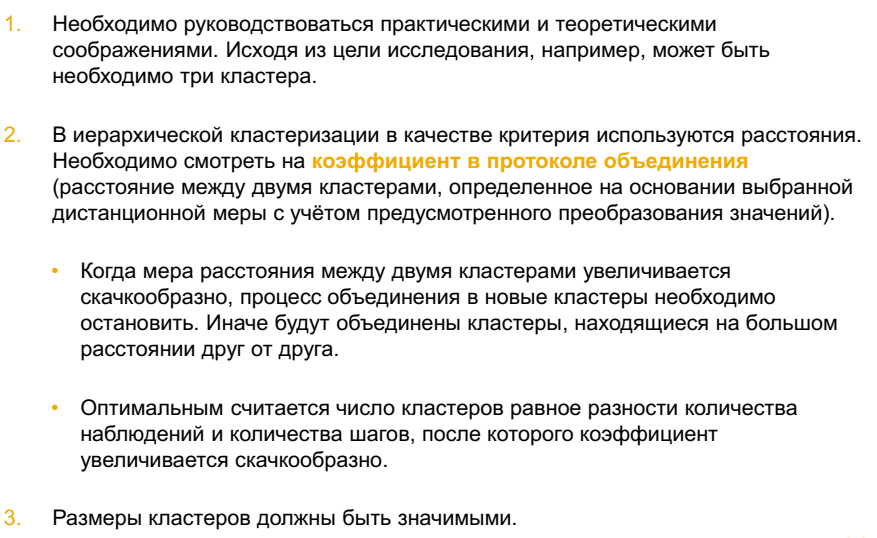 1. Необходимо руководствоваться практическими и теоретическими
соображениями. Исходя из цели исследования, например, может быть
необходимо три кластера.
2. В иерархической кластеризации в качестве критерия используются расстояния.
Необходимо смотреть на коэффициент в протоколе объединения
(расстояние между двумя кластерами, определенное на основании выбранной
дистанционной меры с учётом предусмотренного преобразования значений).
• Когда мера расстояния между двумя кластерами увеличивается
скачкообразно, процесс объединения в новые кластеры необходимо
остановить. Иначе будут объединены кластеры, находящиеся на большом
расстоянии друг от друга.
• Оптимальным считается число кластеров равное разности количества
наблюдений и количества шагов, после которого коэффициент
увеличивается скачкообразно.
3. Размеры кластеров должны быть значимыми.